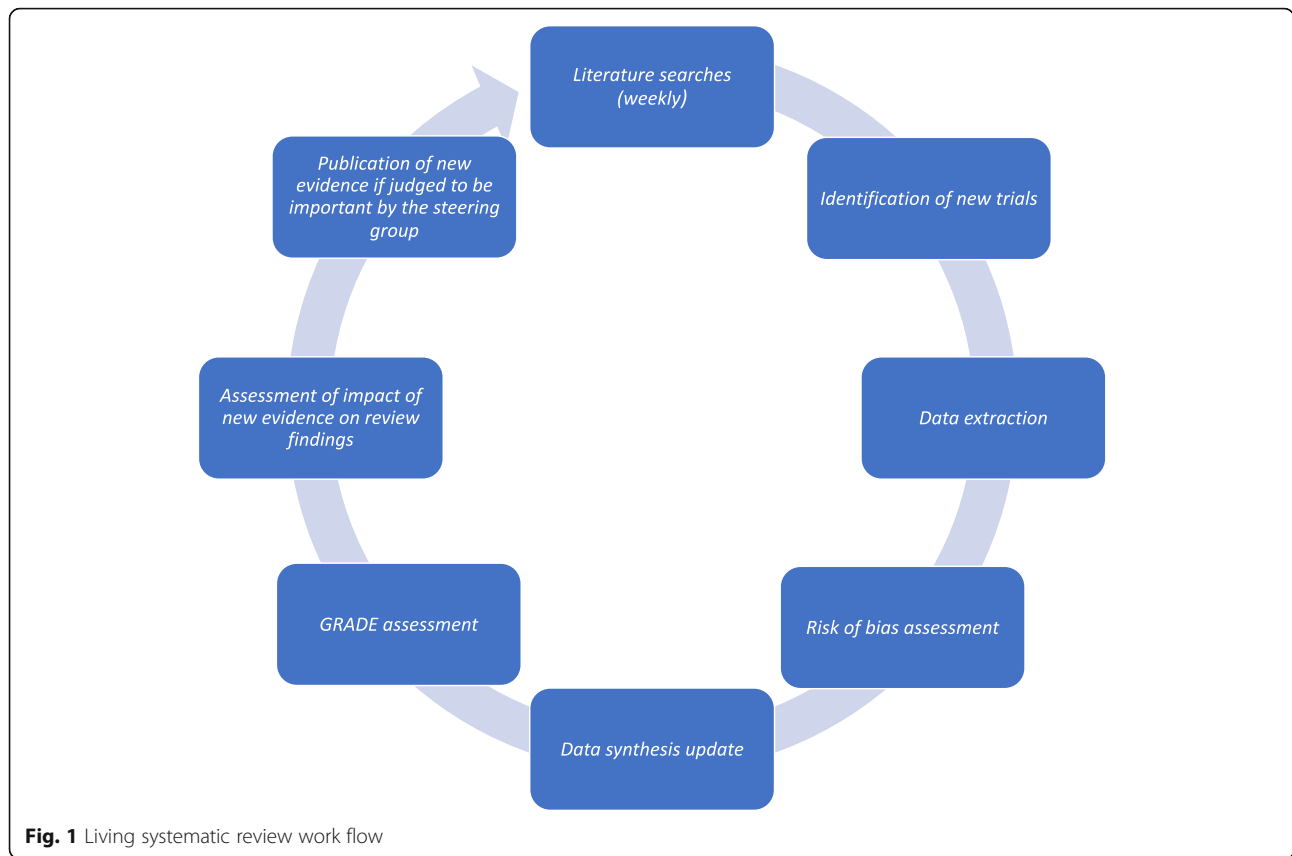 Literature searches
(weekly)
Identification of new trials
Data extraction
Risk of bias assessment
Data synthesis update
GRADE assessment
Assessment of impact of
new evidence on review
findings
Publication of new
evidence if judged to be
important by the steering
group
Fig. 1 Living systematic review work flow